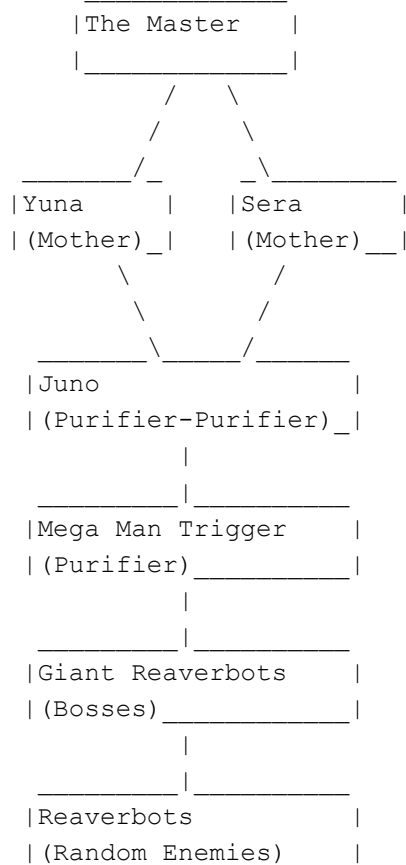 The Master
Yuna Sera
(Mother) (Mother)
Juno
(Purifier-Purifier)
Mega Man Trigger
(Purifier)
Giant Reaverbots
(Bosses)
Reaverbots
(Random Enemies)